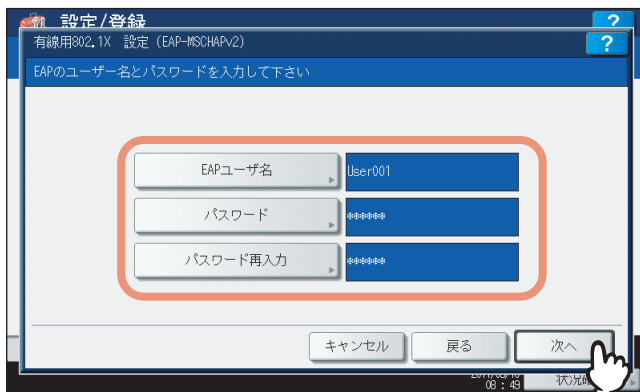 設定/登録
?
有線用802.1X 設定 (EAP-MSCHAPv2)
?
EAPのユーザー名とパスワードを入力して下さい
EAPユーザ名
User001
パスワード
******
パスワード再入力
******
キャンセル
戻る
次へ
08 : 49
状況